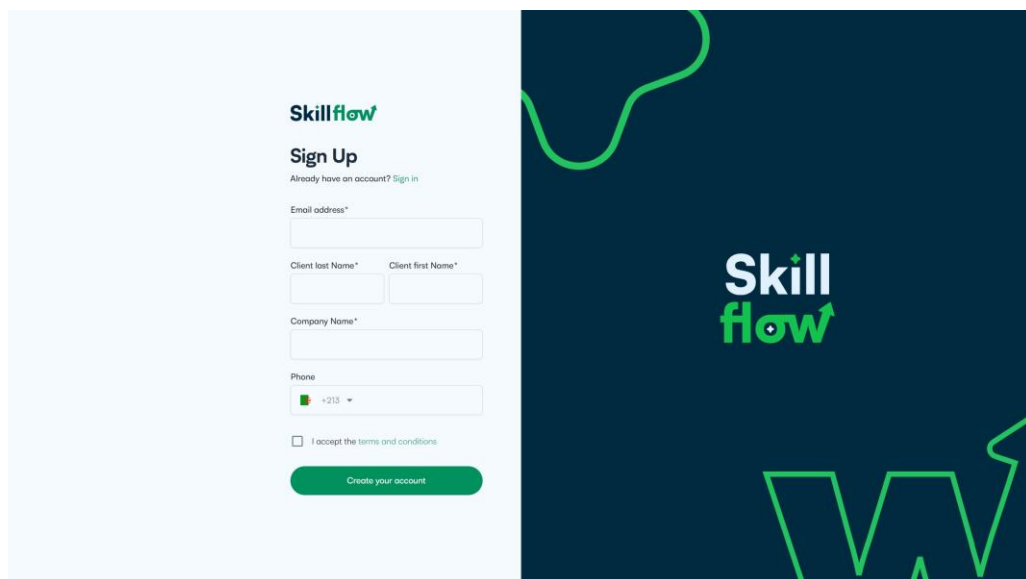 Skillflow
Sign Up
Already have an account? Sign in
Email address*
Client last Name* Client first Name*
Company Name*
Phone
+213
I accept the terms and conditions
Create your account
Skill
flow